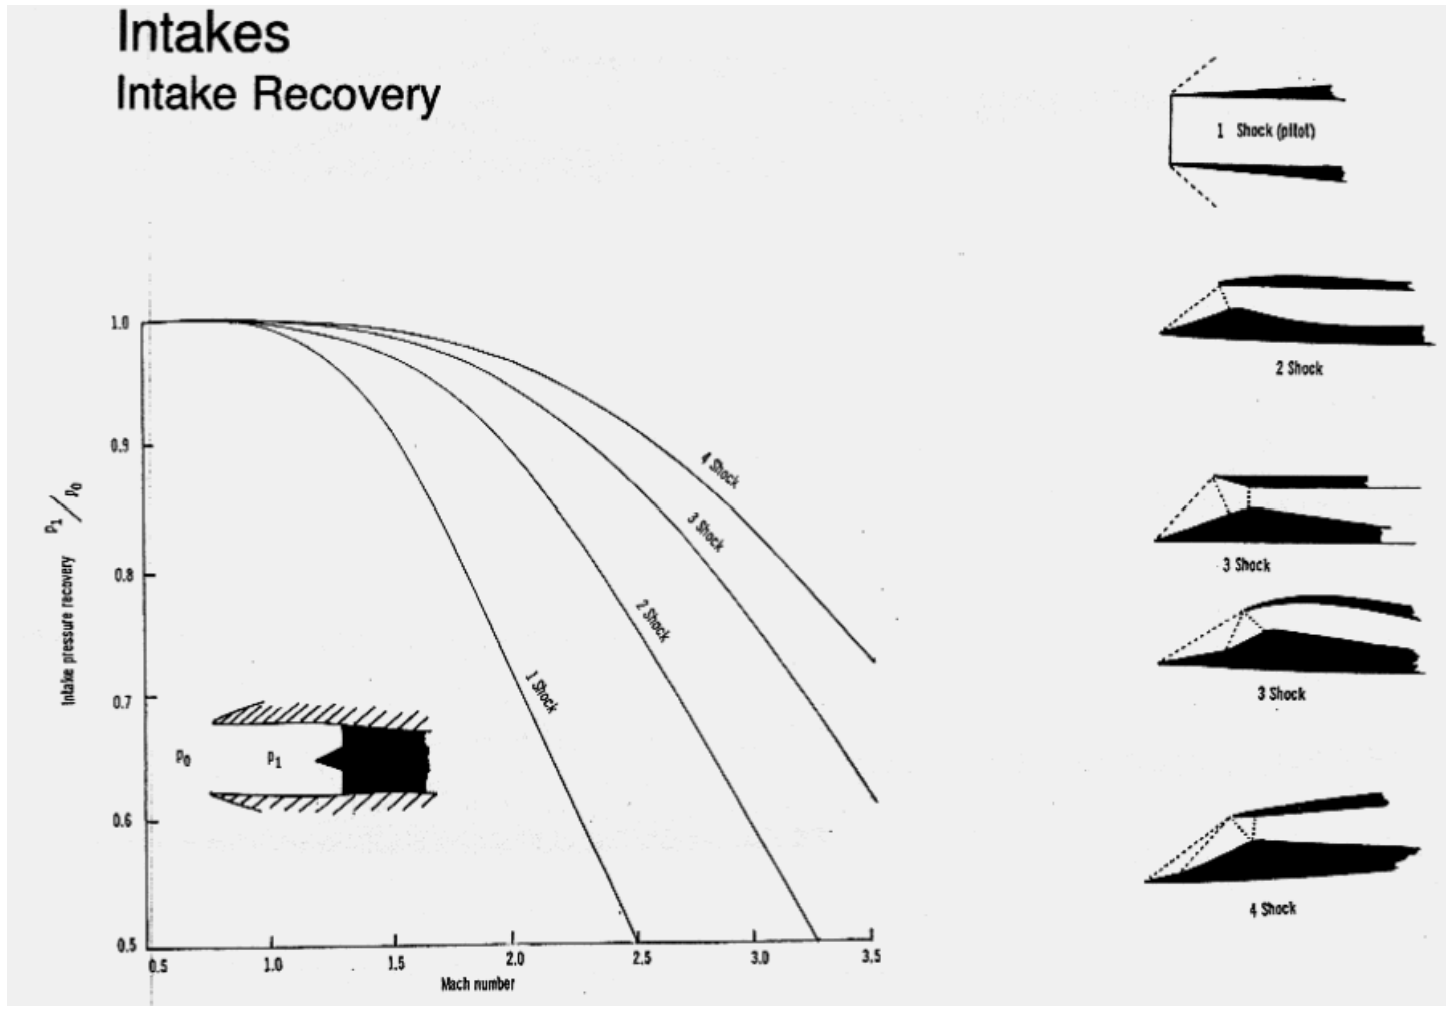 Intakes
Intake Recovery
1 Shock (pitot)
2 Shock
3 Shock
3 Shock
4 Shock
1.0
0.9
0.8
0.7
0.6
0.5
Intake pressure recovery p1/p0
4 Shock
3 Shock
2 Shock
1 Shock
p0 p1
0.5 1.0 1.5 2.0 2.5 3.0 3.5
Mach number